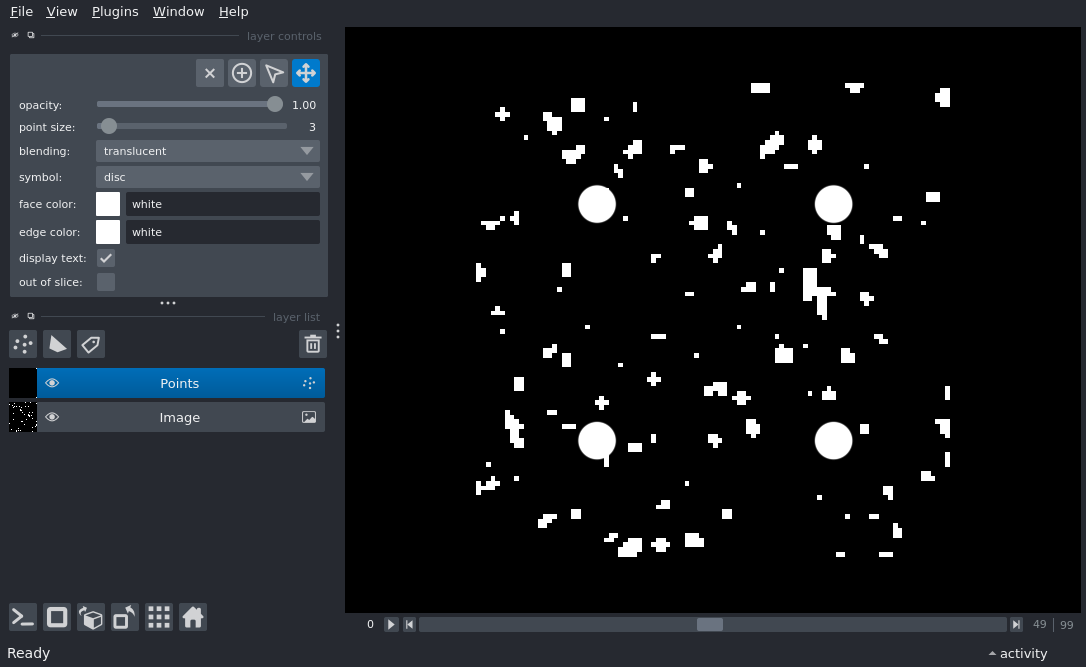 File View Plugins Window Help
layer controls
opacity: 1.00
point size: 3
blending: translucent
symbol: disc
face color: white
edge color: white
display text:
out of slice:
layer list
Points
Image
0 49 | 99
Ready activity